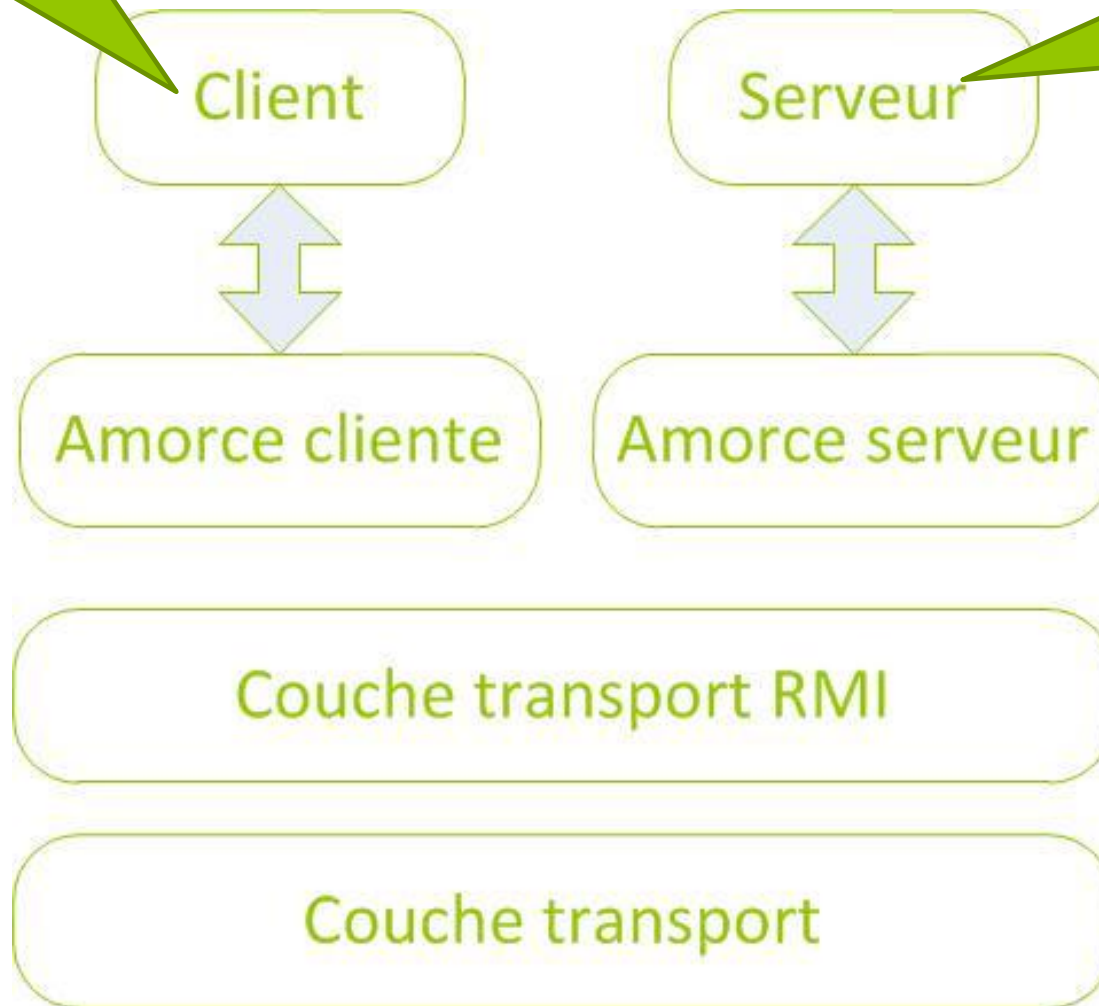 Client
Serveur
Amorce cliente
Amorce serveur
Couche transport RMI
Couche transport